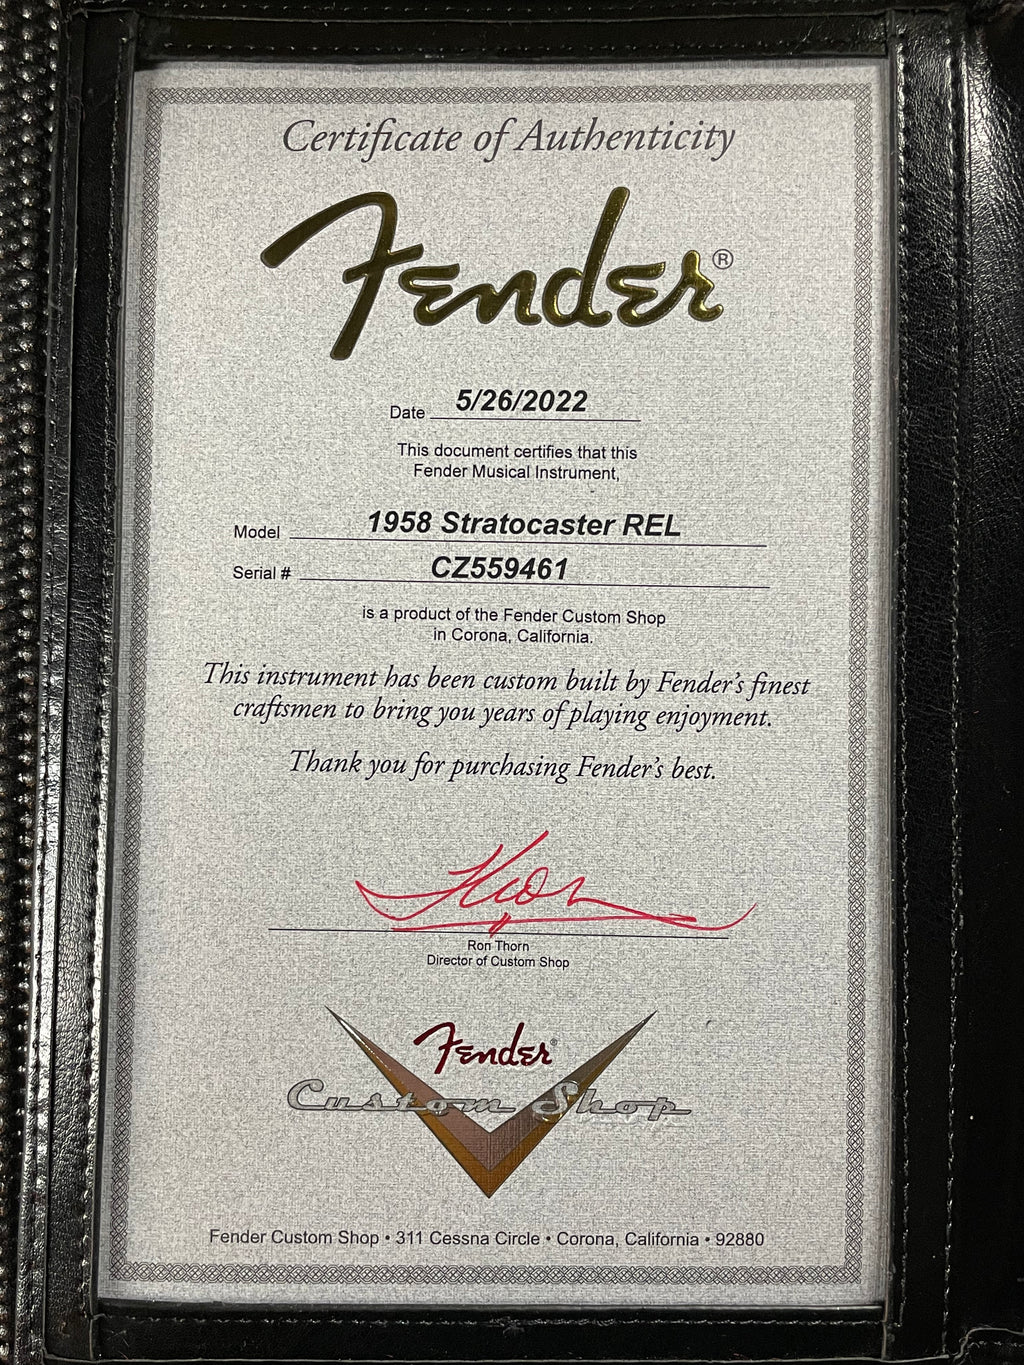 Certificate of Authenticity
Fender®
Date 5/26/2022
This document certifies that this
Fender Musical Instrument,
Model 1958 Stratocaster REL
Serial # CZ559461
is a product of the Fender Custom Shop
in Corona, California.
This instrument has been custom built by Fender's finest
craftsmen to bring you years of playing enjoyment.
Thank you for purchasing Fender's best.
Ron Thorn
Director of Custom Shop
Fender®
Custom Shop
Fender Custom Shop • 311 Cessna Circle • Corona, California • 92880